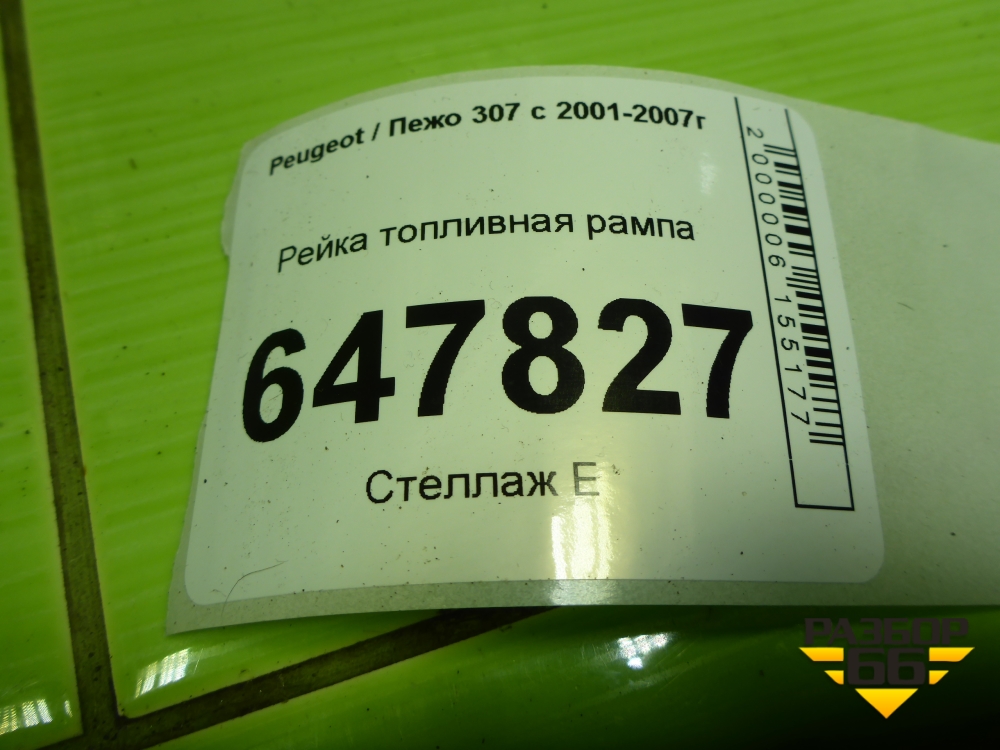 Peugeot / Пежо 307 с 2001-2007г
Рейка топливная рампа
647827
Стеллаж Е
2000006155177
РАЗБОР
66